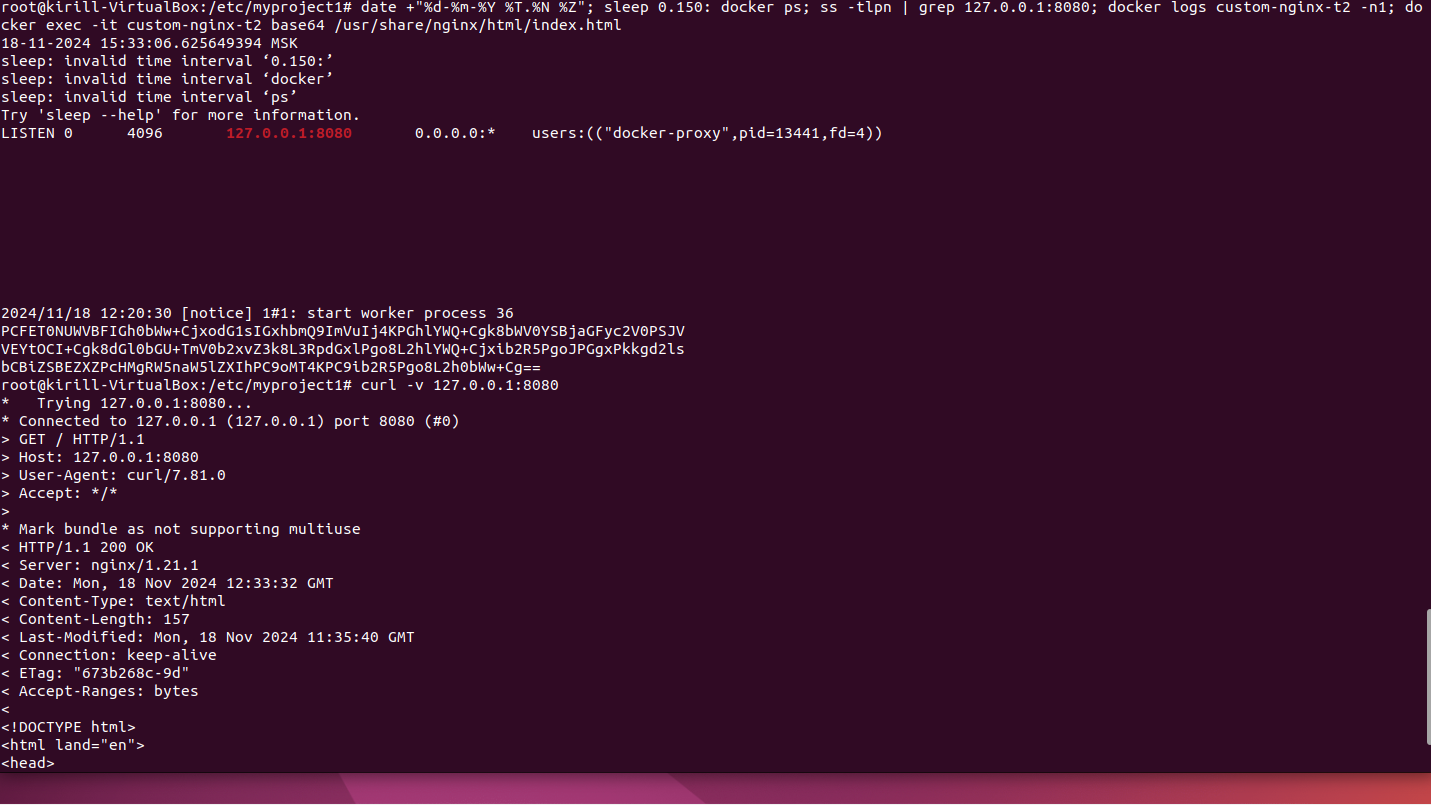 root@kirill-VirtualBox:/etc/myproject1# date +"%d-%m-%Y %T.%N %Z"; sleep 0.150: docker ps; ss -tlpn | grep 127.0.0.1:8080; docker logs custom-nginx-t2 -n1; do
cker exec -it custom-nginx-t2 base64 /usr/share/nginx/html/index.html
18-11-2024 15:33:06.625649394 MSK
sleep: invalid time interval ‘0.150:’
sleep: invalid time interval ‘docker’
sleep: invalid time interval ‘ps’
Try 'sleep --help' for more information.
LISTEN 0      4096       127.0.0.1:8080       0.0.0.0:*    users:(("docker-proxy",pid=13441,fd=4))
2024/11/18 12:20:30 [notice] 1#1: start worker process 36
PCFET0NUWVBFIGh0bWw+CjxodG1sIGxhbmQ9ImVuIj4KPGhlYWQ+Cgk8bWV0YSBjaGFyc2V0PSJV
VEYtOCI+Cgk8dGl0bGU+TmV0b2xvZ3k8L3RpdGxlPgo8L2hlYWQ+Cjxib2R5PgoJPGgxPkkgd2ls
bCBiZSBEZXZPcHMgRW5naW5lZXIhPC9oMT4KPC9ib2R5Pgo8L2h0bWw+Cg==
root@kirill-VirtualBox:/etc/myproject1# curl -v 127.0.0.1:8080
*   Trying 127.0.0.1:8080...
* Connected to 127.0.0.1 (127.0.0.1) port 8080 (#0)
> GET / HTTP/1.1
> Host: 127.0.0.1:8080
> User-Agent: curl/7.81.0
> Accept: */*
>
* Mark bundle as not supporting multiuse
< HTTP/1.1 200 OK
< Server: nginx/1.21.1
< Date: Mon, 18 Nov 2024 12:33:32 GMT
< Content-Type: text/html
< Content-Length: 157
< Last-Modified: Mon, 18 Nov 2024 11:35:40 GMT
< Connection: keep-alive
< ETag: "673b268c-9d"
< Accept-Ranges: bytes
<
<!DOCTYPE html>
<html land="en">
<head>